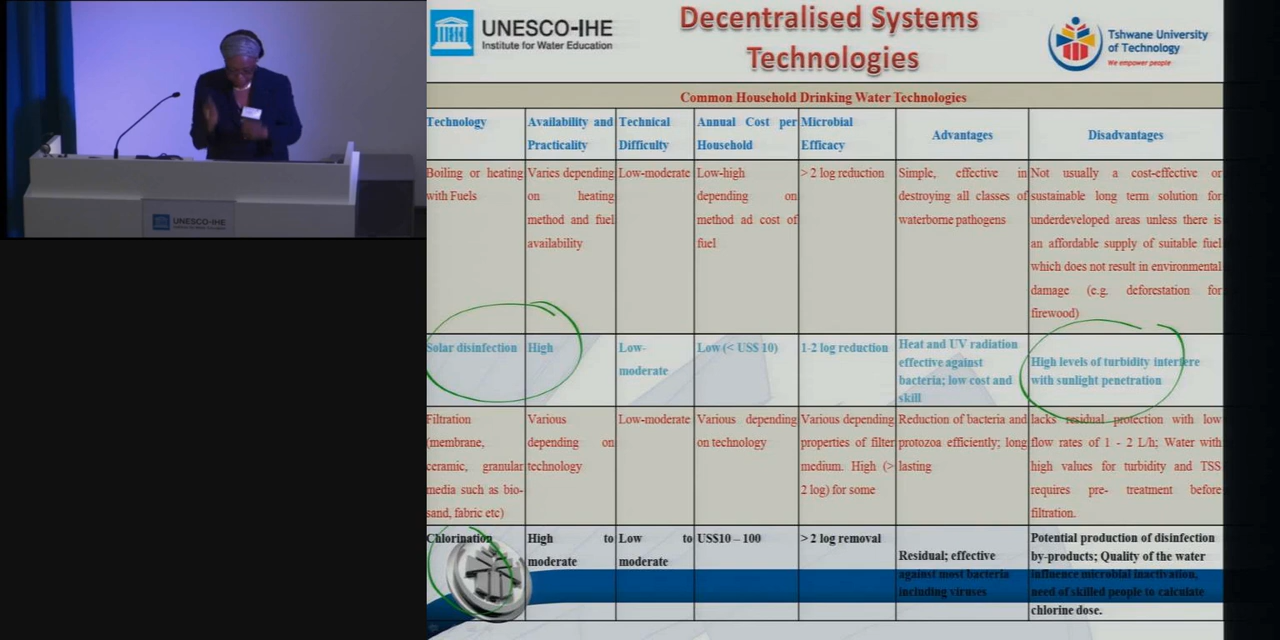 UNESCO-IHE
UNESCO-IHE
Institute for Water Education
Decentralised Systems
Technologies
Tshwane University
of Technology
We empower people
Common Household Drinking Water Technologies
Technology
Availability and
Practicality
Technical
Difficulty
Annual Cost per
Household
Microbial
Efficacy
Advantages
Disadvantages
Boiling or heating
with Fuels
Varies depending
on heating
method and fuel
availability
Low-moderate
Low-high
depending on
method ad cost of
fuel
> 2 log reduction
Simple, effective in
destroying all classes of
waterborne pathogens
Not usually a cost-effective or
sustainable long term solution for
underdeveloped areas unless there is
an affordable supply of suitable fuel
which does not result in environmental
damage (e.g. deforestation for
firewood)
Solar disinfection
High
Low-
moderate
Low (< US$ 10)
1-2 log reduction
Heat and UV radiation
effective against
bacteria; low cost and
skill
High levels of turbidity interfere
with sunlight penetration
Filtration
(membrane,
ceramic, granular
media such as bio-
sand, fabric etc)
Various
depending on
technology
Low-moderate
Various depending
on technology
Various depending
properties of filter
medium. High (>
2 log) for some
Reduction of bacteria and
protozoa efficiently; long
lasting
lacks residual protection with low
flow rates of 1 - 2 L/h; Water with
high values for turbidity and TSS
requires pre- treatment before
filtration.
Chlorination
High to
moderate
Low to
moderate
US$10 – 100
> 2 log removal
Residual; effective
against most bacteria
including viruses
Potential production of disinfection
by-products; Quality of the water
influence microbial inactivation,
need of skilled people to calculate
chlorine dose.